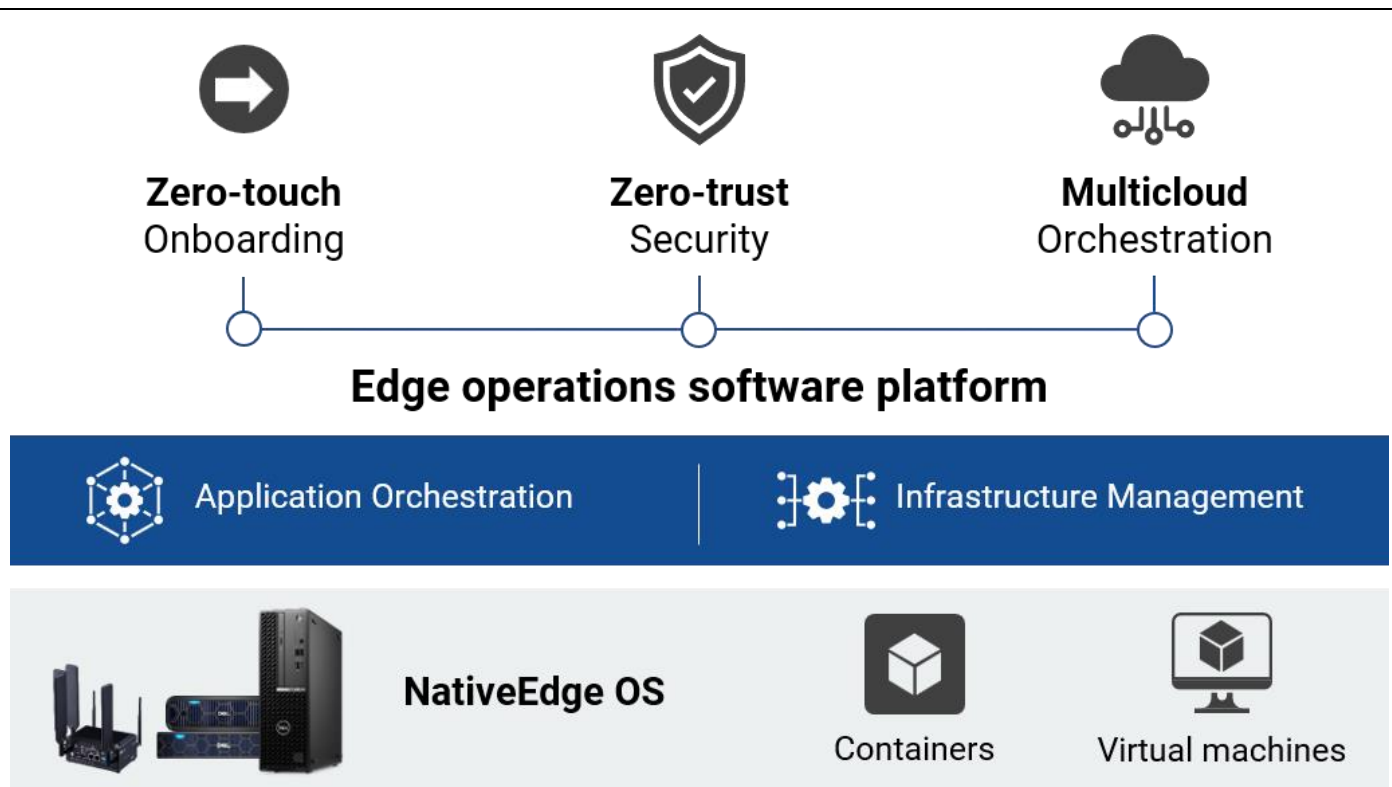 Zero-touch
Onboarding
Zero-trust
Security
Multicloud
Orchestration
Edge operations software platform
Application Orchestration
Infrastructure Management
NativeEdge OS
Containers
Virtual machines